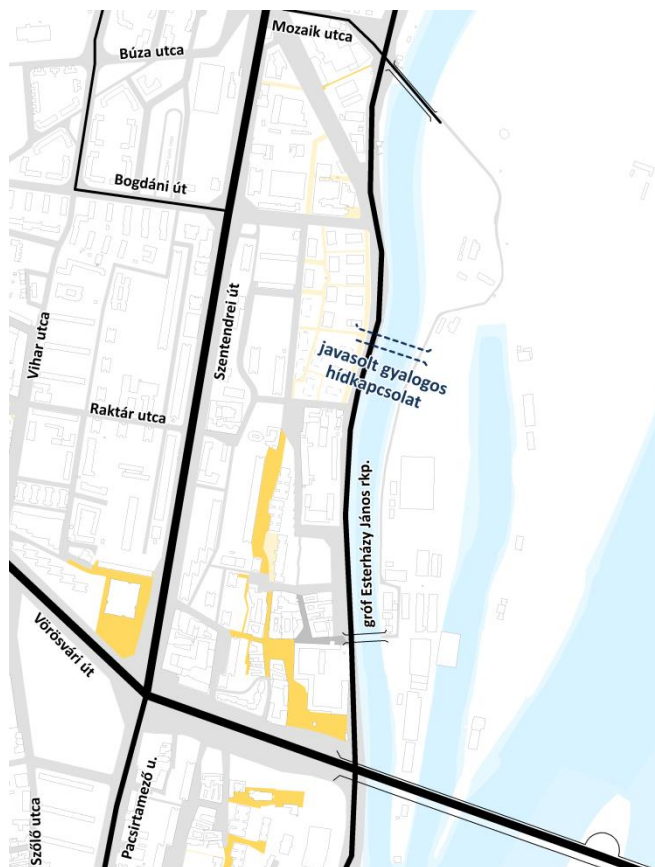 Mozaik utca
Búza utca
Bogdáni út
Szentendrei út
Vihar utca
javasolt gyalogos
hídkapcsolat
Raktár utca
gróf Esterházy János rkp.
Vörösvári út
Pacsirtamező u.
Szőlő utca